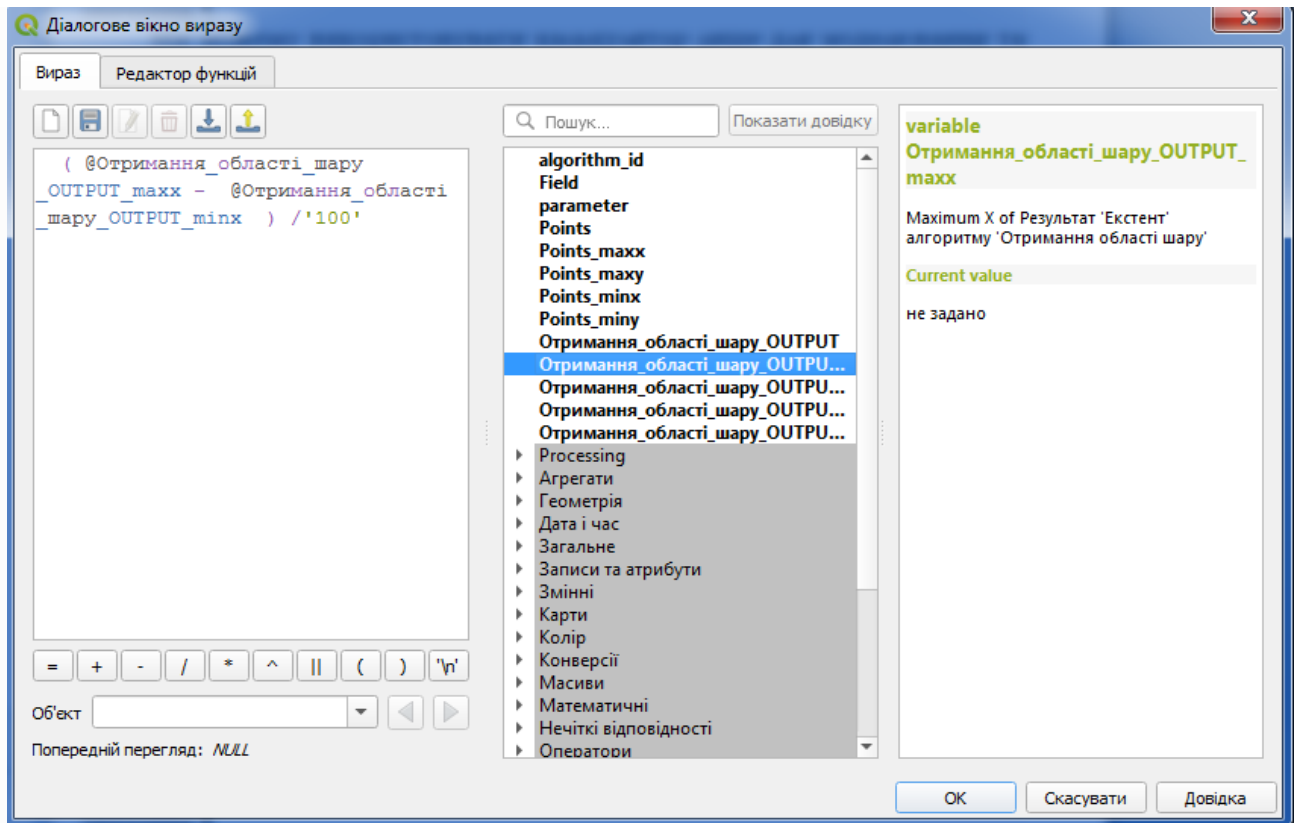 Діалогове вікно виразу
Вираз
Редактор функцій
( @Отримання_області_шару
_OUTPUT_maxx - @Отримання_області
_шару_OUTPUT_minx ) /'100'
=
+
-
/
*
^
||
(
)
'\n'
Об'єкт
Попередній перегляд: NULL
Пошук...
Показати довідку
algorithm_id
Field
parameter
Points
Points_maxx
Points_maxy
Points_minx
Points_miny
Отримання_області_шару_OUTPUT
Отримання_області_шару_OUTPU...
Отримання_області_шару_OUTPU...
Отримання_області_шару_OUTPU...
Отримання_області_шару_OUTPU...
Processing
Агрегати
Геометрія
Дата і час
Загальне
Записи та атрибути
Змінні
Карти
Колір
Конверсії
Масиви
Математичні
Нечіткі відповідності
Оператори
variable
Отримання_області_шару_OUTPUT_
maxx
Maximum X of Результат 'Екстент'
алгоритму 'Отримання області шару'
Current value
не задано
OK
Скасувати
Довідка